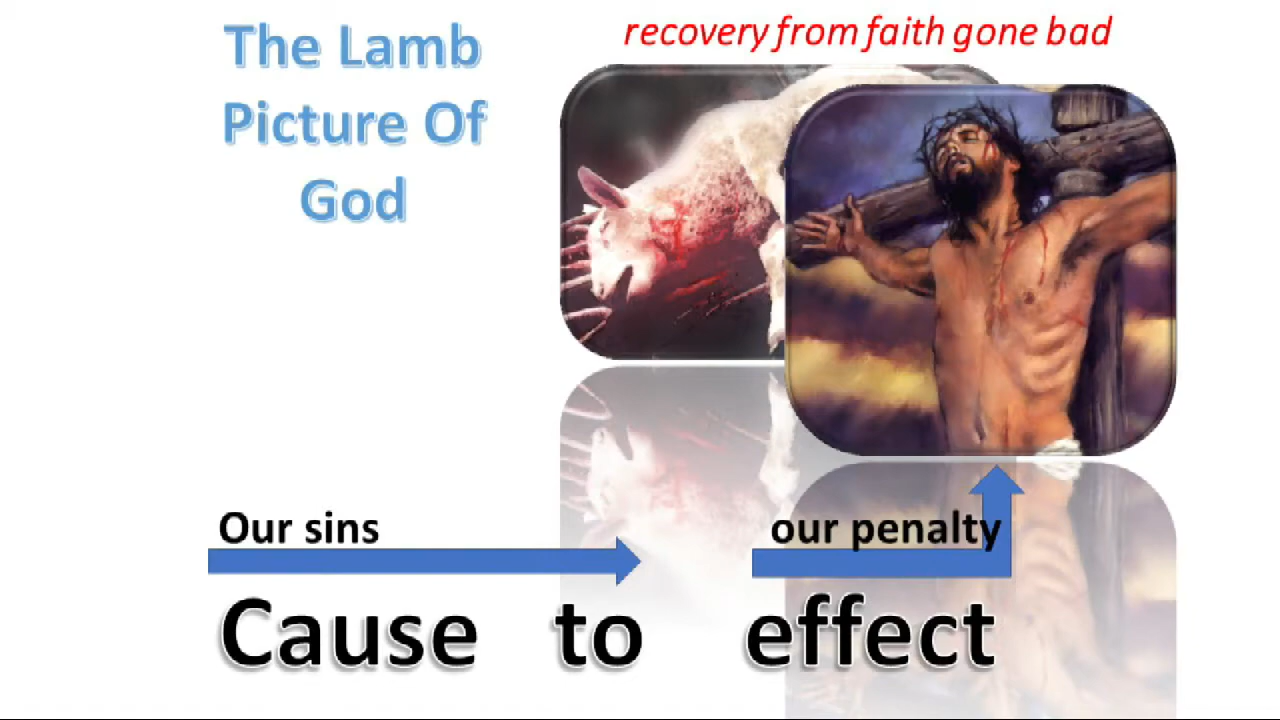 The Lamb
Picture Of
God
recovery from faith gone bad
Our sins
our penalty
Cause to effect